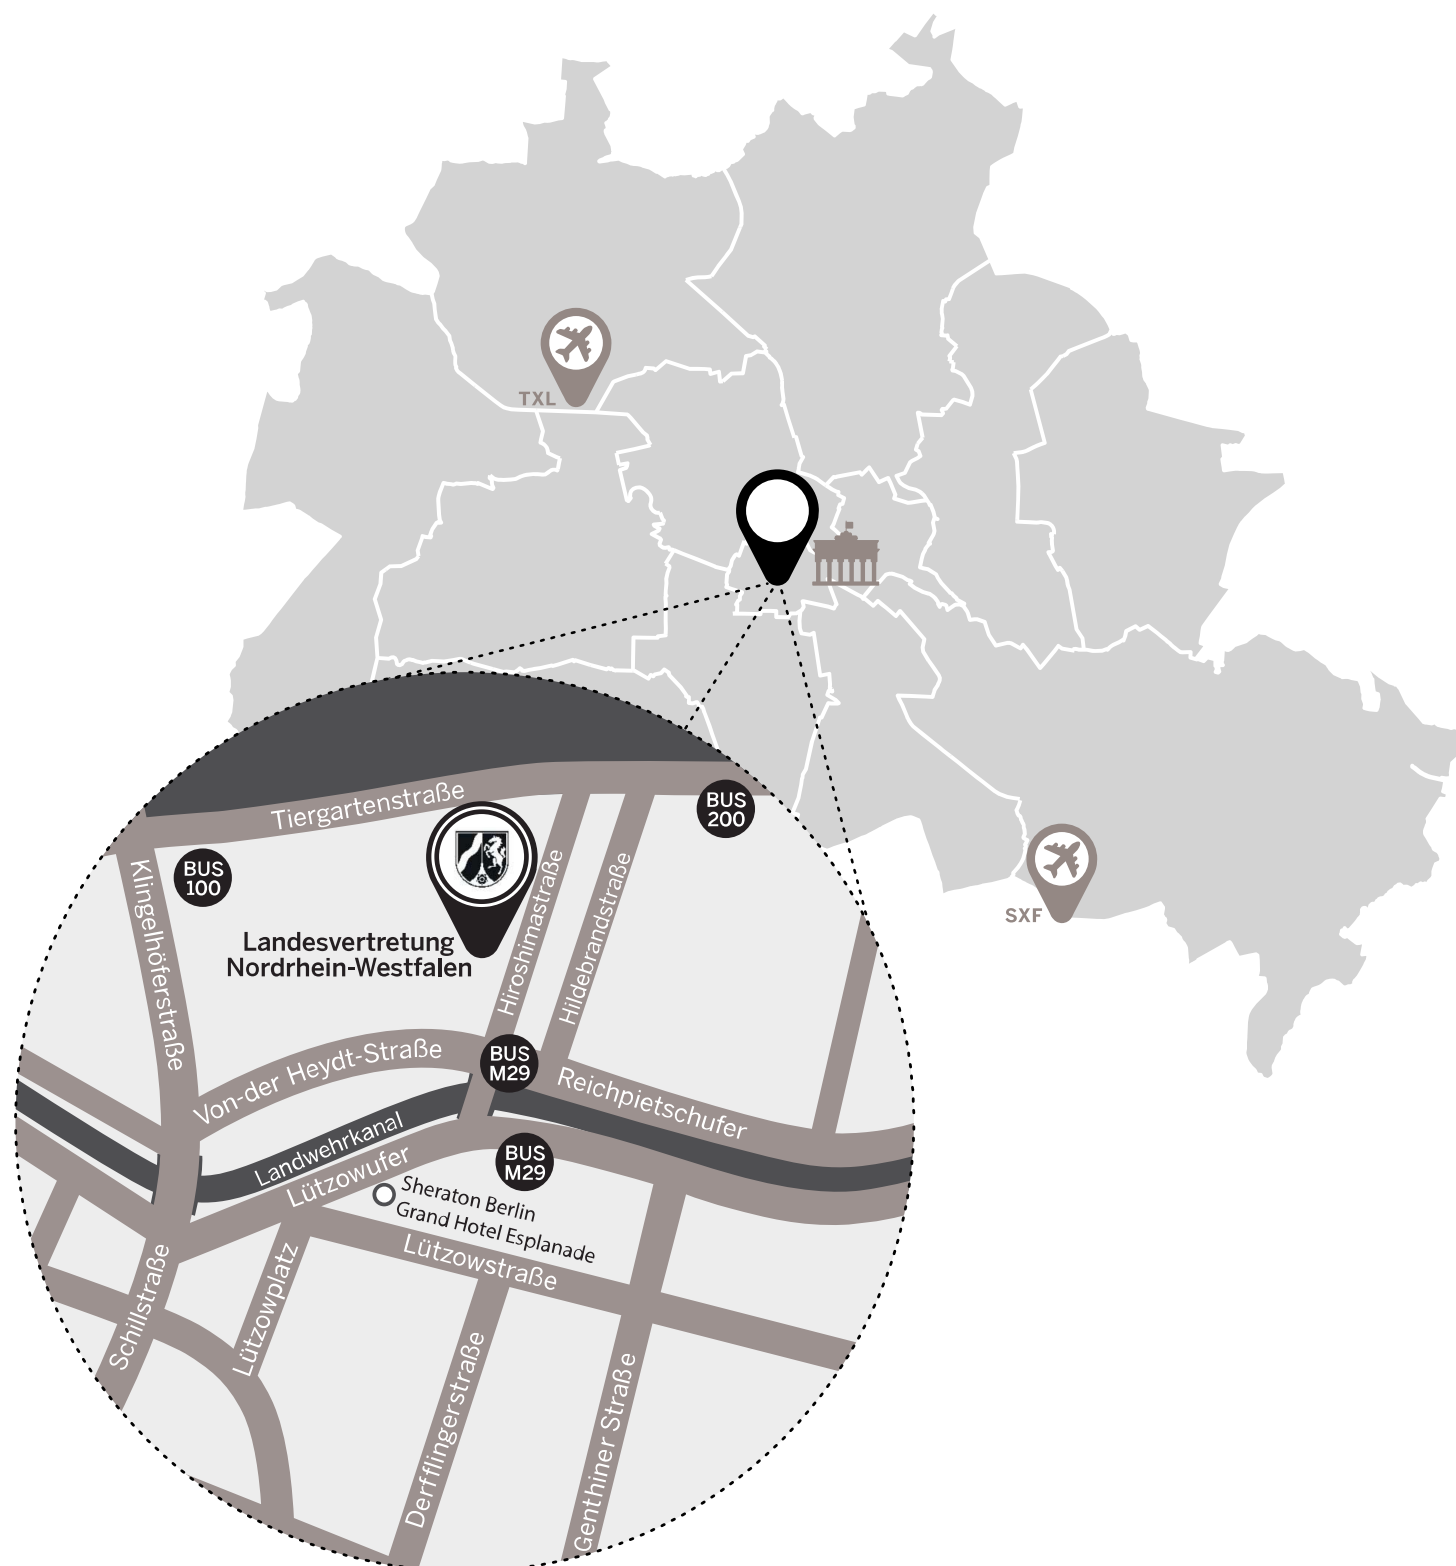 TXL
SXF
Tiergartenstraße
BUS
200
BUS
100
Klingelhöferstraße
Landesvertretung
Nordrhein-Westfalen
Hiroshimastraße
Hildebrandstraße
Von-der Heydt-Straße
BUS
M29
Reichpietschufer
Landwehrkanal
Lützowufer
BUS
M29
Sheraton Berlin
Grand Hotel Esplanade
Lützowstraße
Schillstraße
Lützowplatz
Derfflingerstraße
Genthiner Straße